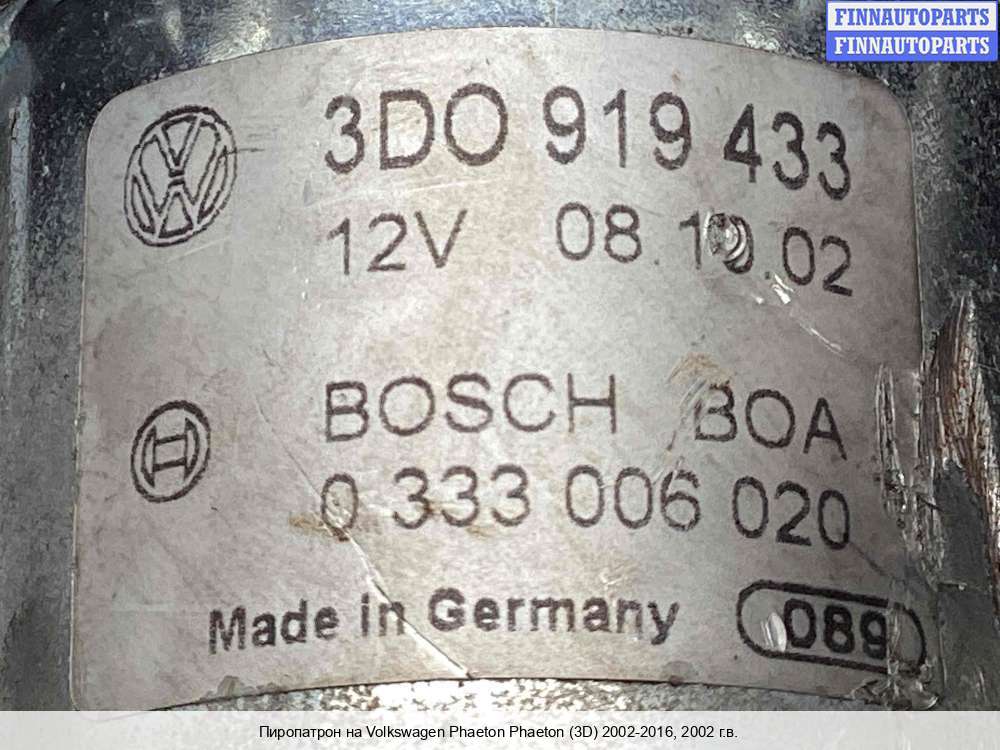 FINNAUTOPARTS
FINNAUTOPARTS
3D0 919 433
12V 08.10.02
BOSCH BOA
0 333 006 020
Made in Germany 089
Пиропатрон на Volkswagen Phaeton Phaeton (3D) 2002-2016, 2002 г.в.